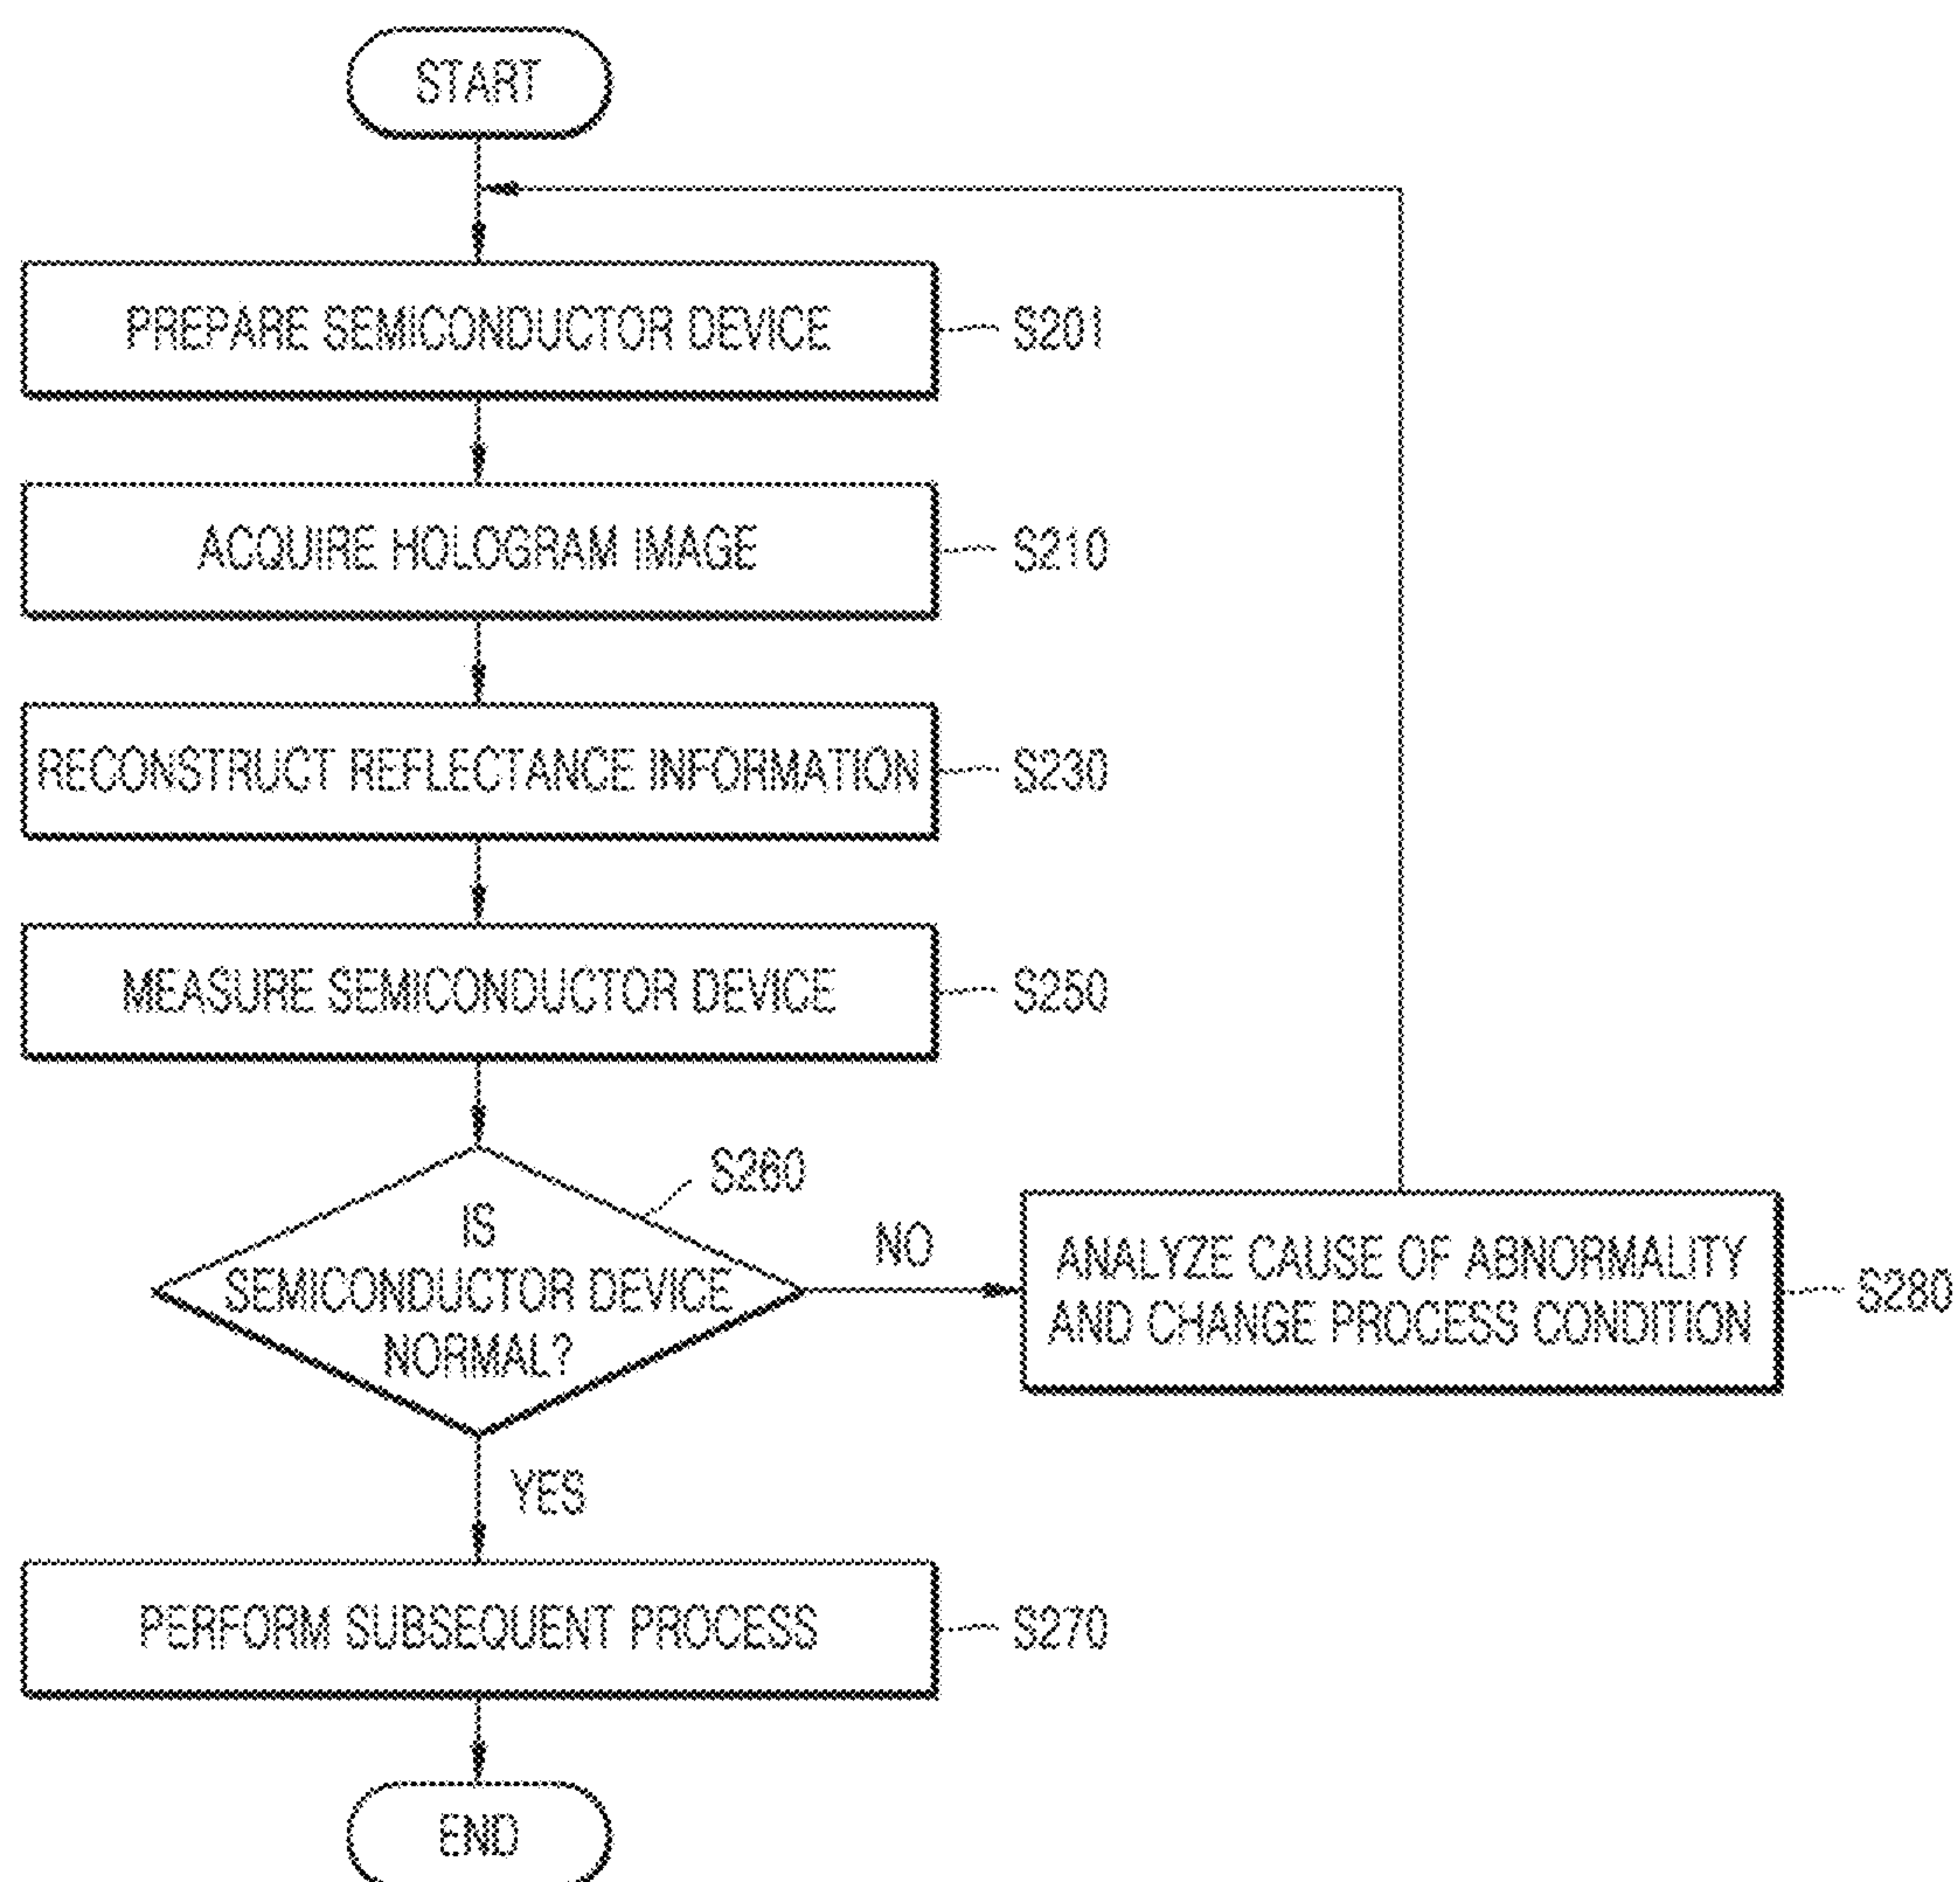 START
PREPARE SEMICONDUCTOR DEVICE
S201
ACQUIRE HOLOGRAM IMAGE
S210
RECONSTRUCT REFLECTANCE INFORMATION
S230
MEASURE SEMICONDUCTOR DEVICE
S250
S260
IS
SEMICONDUCTOR DEVICE
NORMAL?
NO
ANALYZE CAUSE OF ABNORMALITY
AND CHANGE PROCESS CONDITION
S280
YES
PERFORM SUBSEQUENT PROCESS
S270
END